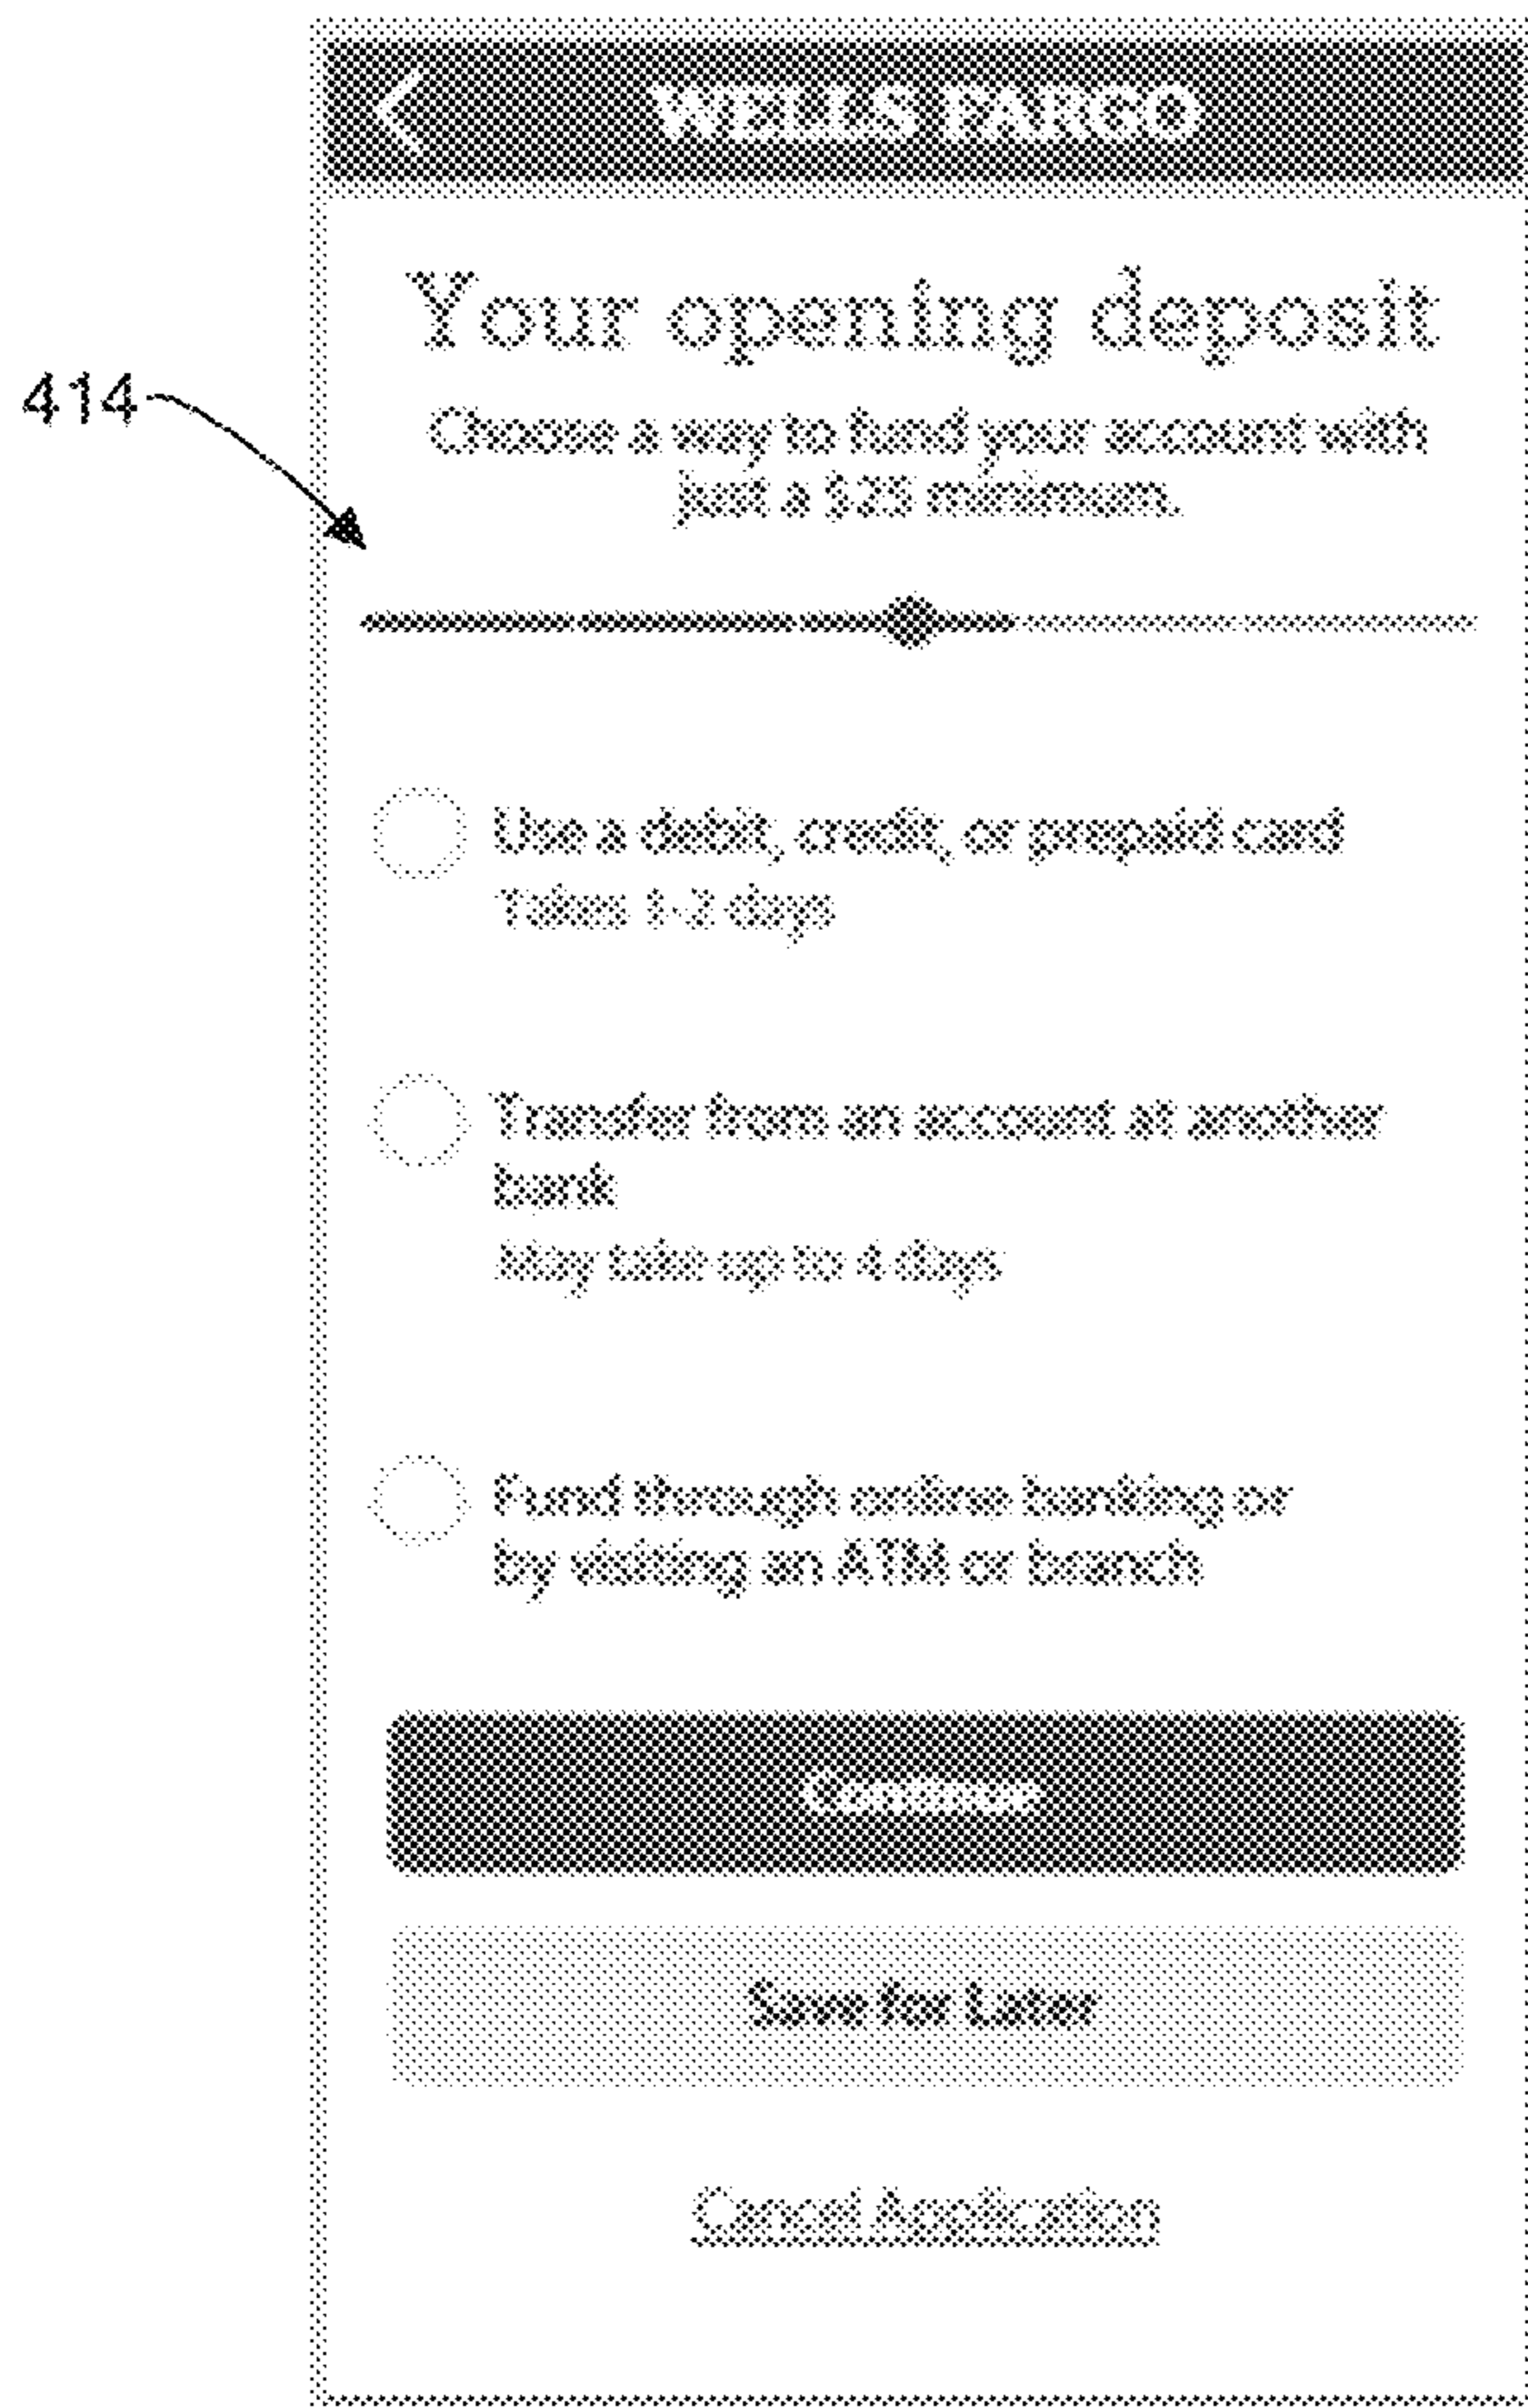 WELLS FARGO
Your opening deposit
414
Choose a way to fund your account with
just a $25 minimum.
Use a debit, credit, or prepaid card
Takes 1-2 days
Transfer from an account at another
bank
May take up to 4 days
Fund through online banking or
by visiting an ATM or branch
Continue
Save for Later
Cancel Application